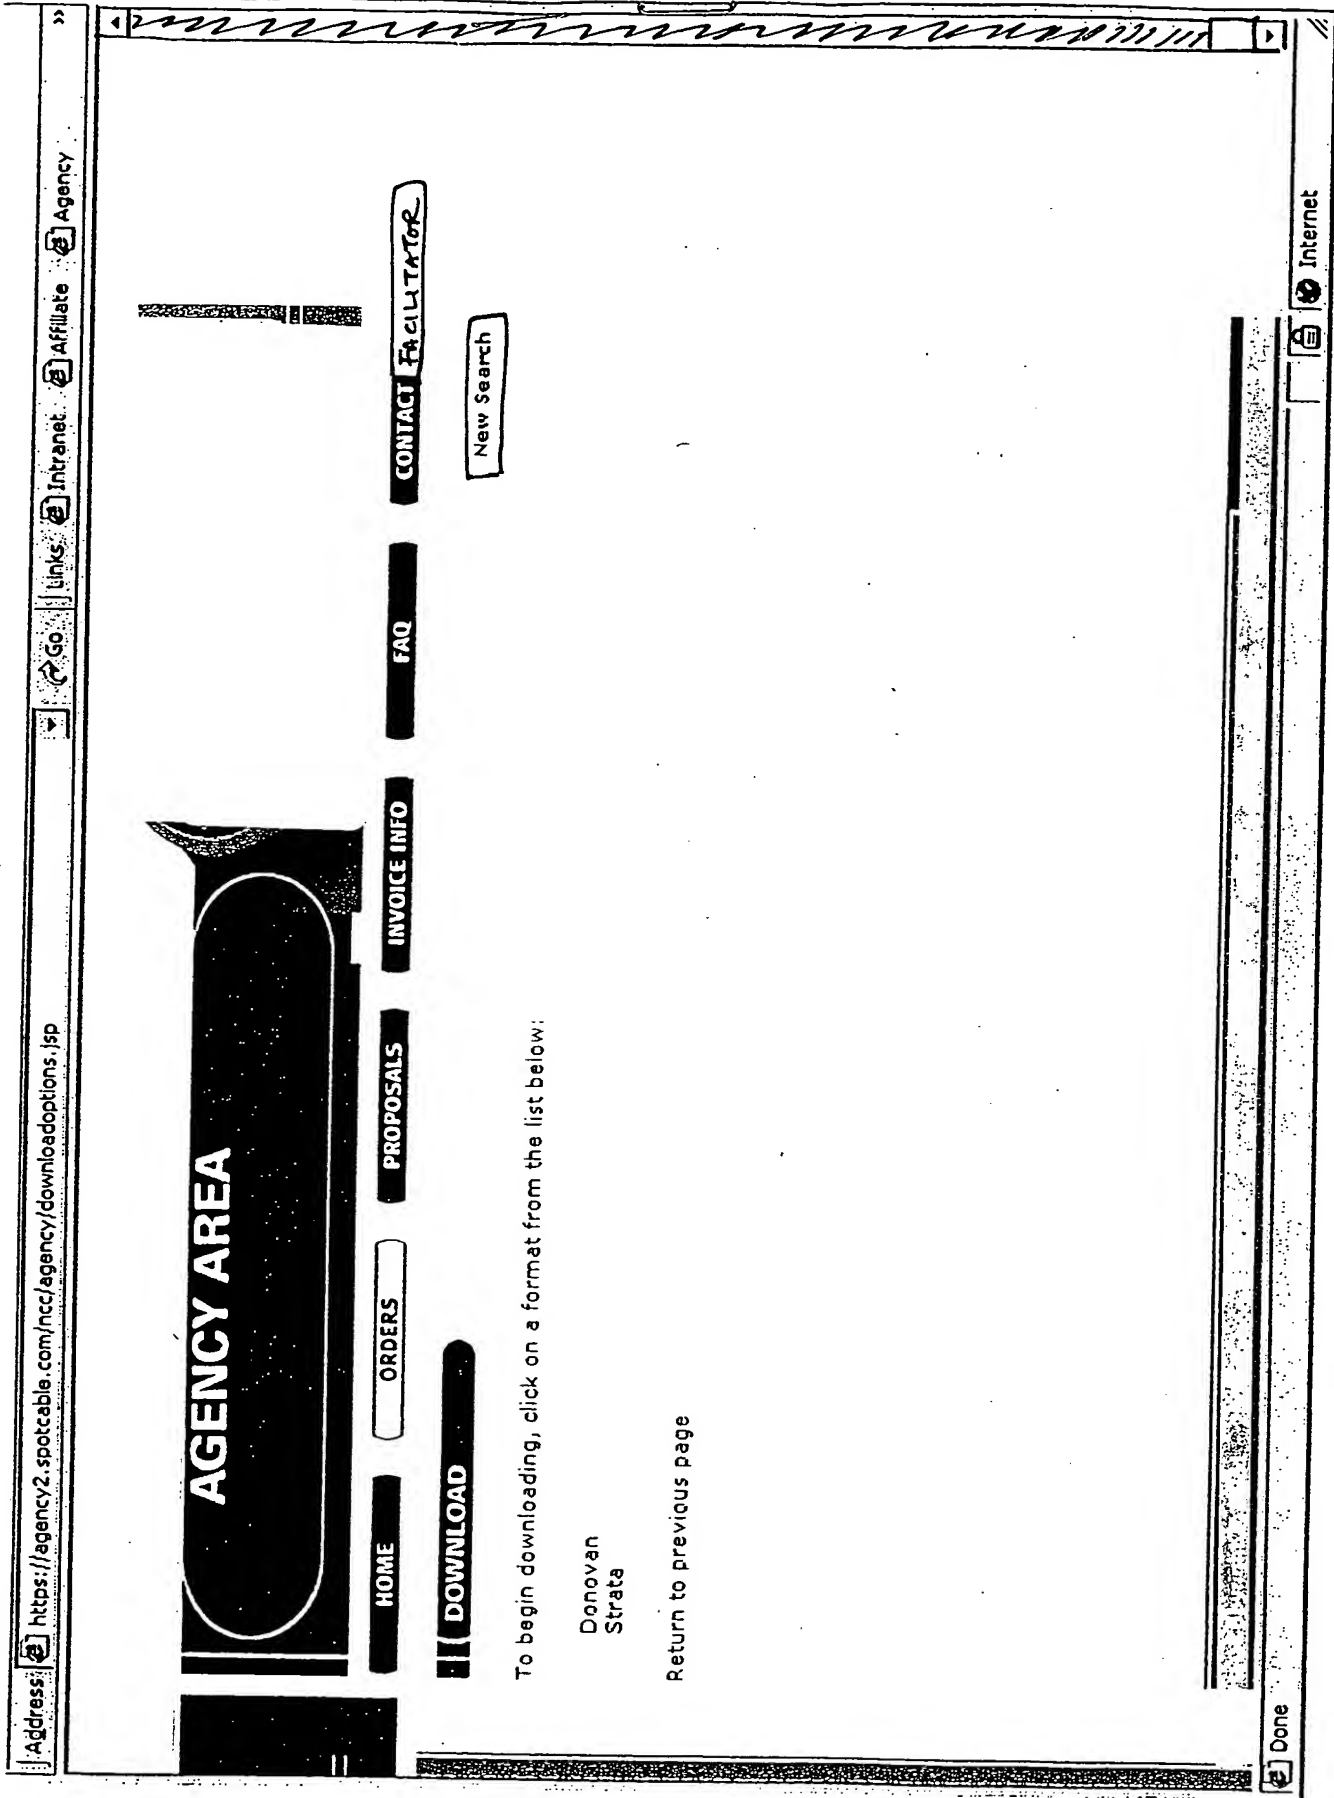 Address https://agency2.spotcable.com/ncc/agency/downloadoptions.jsp Go Links Intranet Affiliate Agency »
AGENCY AREA
HOME ORDERS PROPOSALS INVOICE INFO FAQ CONTACT FACILITATOR
DOWNLOAD
New Search
To begin downloading, click on a format from the list below:
Donovan
Strata
Return to previous page
Done Internet